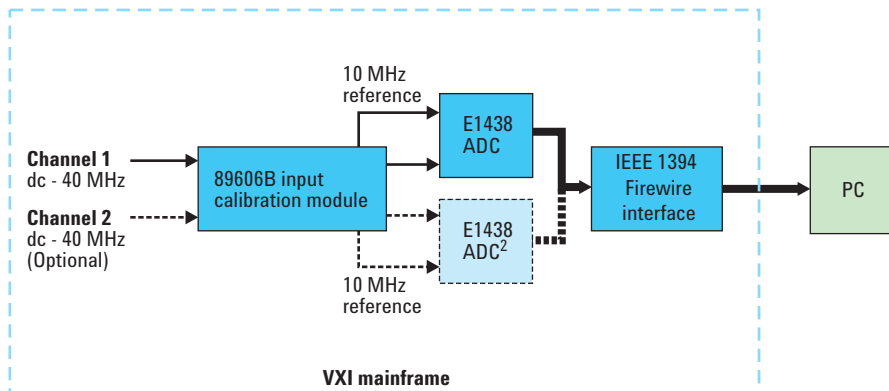 10 MHz
reference
Channel 1
dc - 40 MHz
Channel 2
dc - 40 MHz
(Optional)
89606B input
calibration module
E1438
ADC
E1438
ADC²
10 MHz
reference
IEEE 1394
Firewire
interface
PC
VXI mainframe